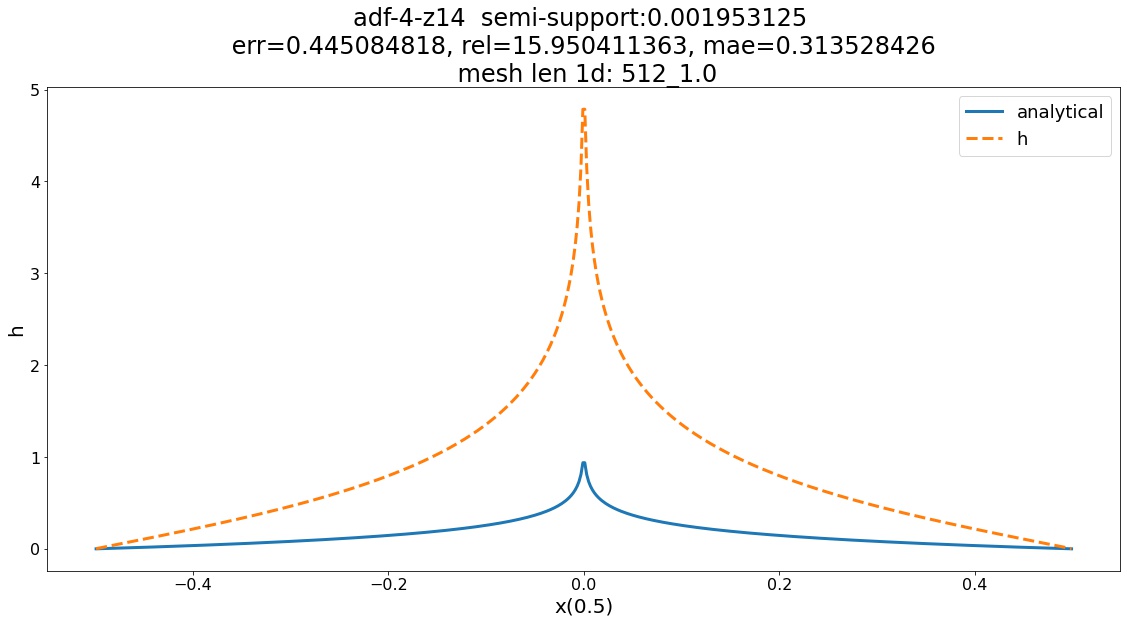 adf-4-z14  semi-support:0.001953125
err=0.445084818, rel=15.950411363, mae=0.313528426
mesh len 1d: 512_1.0
analytical
h
5
4
3
2
1
0
h
−0.4
−0.2
0.0
0.2
0.4
x(0.5)